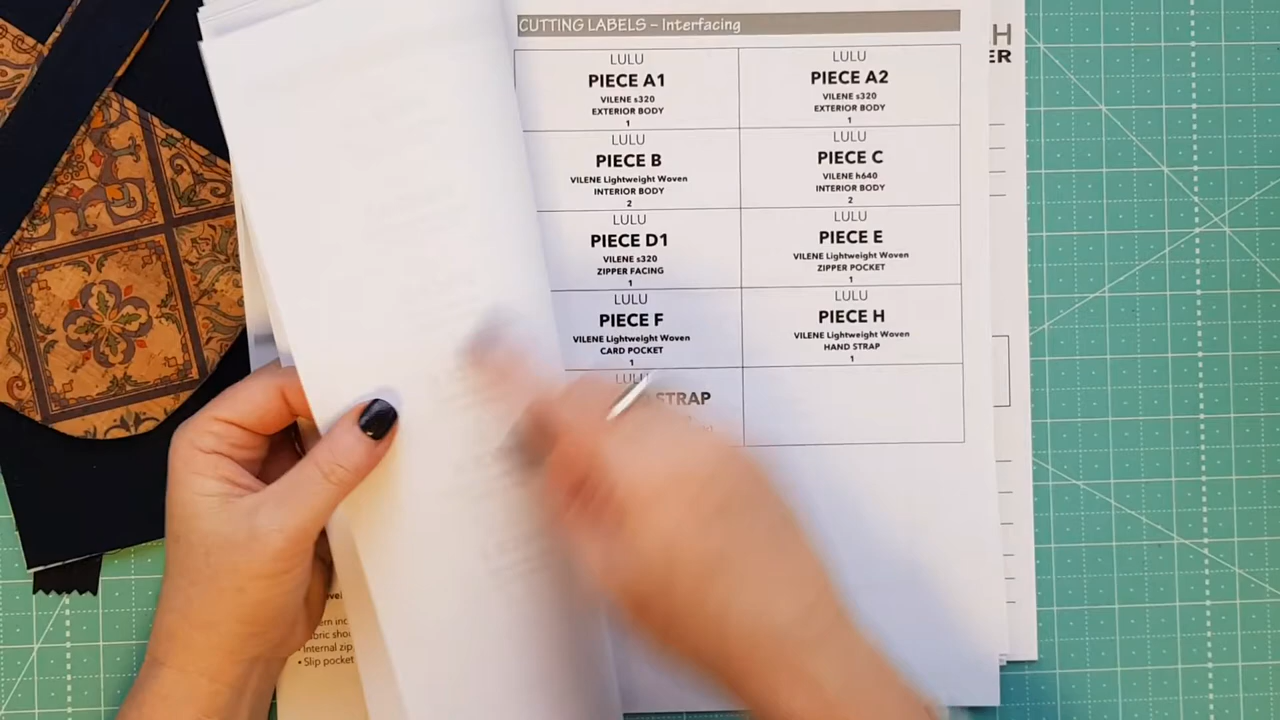 CUTTING LABELS – Interfacing
LULU
PIECE A1
VILENE s320
EXTERIOR BODY
1
LULU
PIECE A2
VILENE s320
EXTERIOR BODY
1
LULU
PIECE B
VILENE Lightweight Woven
INTERIOR BODY
2
LULU
PIECE C
VILENE h640
INTERIOR BODY
2
LULU
PIECE D1
VILENE s320
ZIPPER FACING
1
LULU
PIECE E
VILENE Lightweight Woven
ZIPPER POCKET
1
LULU
PIECE F
VILENE Lightweight Woven
CARD POCKET
1
LULU
PIECE H
VILENE Lightweight Woven
HAND STRAP
1
LULU
STRAP
H
ER
• Internal zip
• Slip pocket